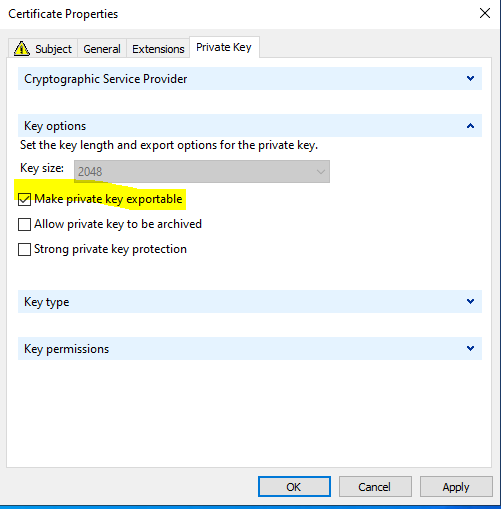 Certificate Properties
Subject
General
Extensions
Private Key
Cryptographic Service Provider
Key options
Set the key length and export options for the private key.
Key size:
2048
Make private key exportable
Allow private key to be archived
Strong private key protection
Key type
Key permissions
OK
Cancel
Apply